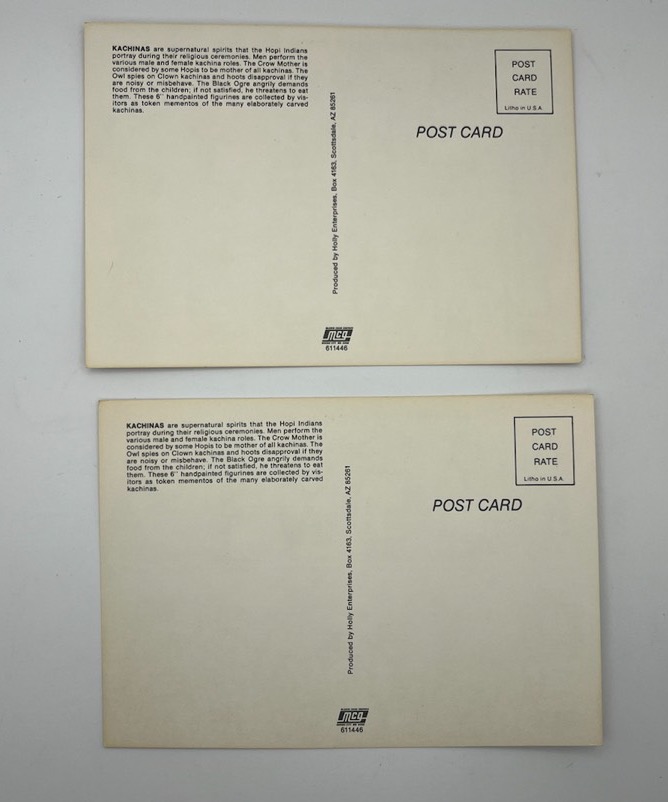 KACHINAS are supernatural spirits that the Hopi Indians
portray during their religious ceremonies. Men perform the
various male and female kachina roles. The Crow Mother is
considered by some Hopis to be mother of all kachinas. The
Owl spies on Clown kachinas and hoots disapproval if they
are noisy or misbehave. The Black Ogre angrily demands
food from the children; if not satisfied, he threatens to eat
them. These 6" handpainted figurines are collected by vis-
itors as token mementos of the many elaborately carved
kachinas.
Produced by Holly Enterprises, Box 4163, Scottsdale, AZ 85261
POST
CARD
RATE
Litho in U.S.A.
POST CARD
mcg
611446
KACHINAS are supernatural spirits that the Hopi Indians
portray during their religious ceremonies. Men perform the
various male and female kachina roles. The Crow Mother is
considered by some Hopis to be mother of all kachinas. The
Owl spies on Clown kachinas and hoots disapproval if they
are noisy or misbehave. The Black Ogre angrily demands
food from the children; if not satisfied, he threatens to eat
them. These 6" handpainted figurines are collected by vis-
itors as token mementos of the many elaborately carved
kachinas.
Produced by Holly Enterprises, Box 4163, Scottsdale, AZ 85261
POST
CARD
RATE
Litho in U.S.A.
POST CARD
mcg
611446